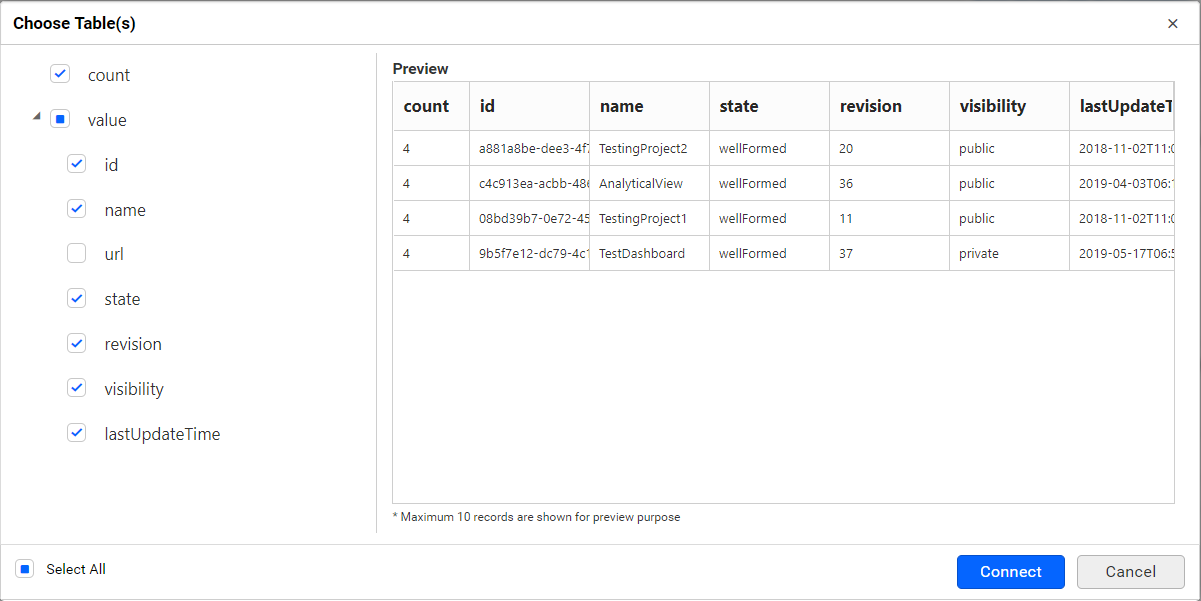 Choose Table(s)
count
value
id
name
url
state
revision
visibility
lastUpdateTime
Preview
count id name state revision visibility lastUpdateT
4 a881a8be-dee3-4f7 TestingProject2 wellFormed 20 public 2018-11-02T11:0
4 c4c913ea-acbb-486 AnalyticalView wellFormed 36 public 2019-04-03T06:1
4 08bd39b7-0e72-45 TestingProject1 wellFormed 11 public 2018-11-02T11:0
4 9b5f7e12-dc79-4c1 TestDashboard wellFormed 37 private 2019-05-17T06:5
* Maximum 10 records are shown for preview purpose
Select All
Connect Cancel